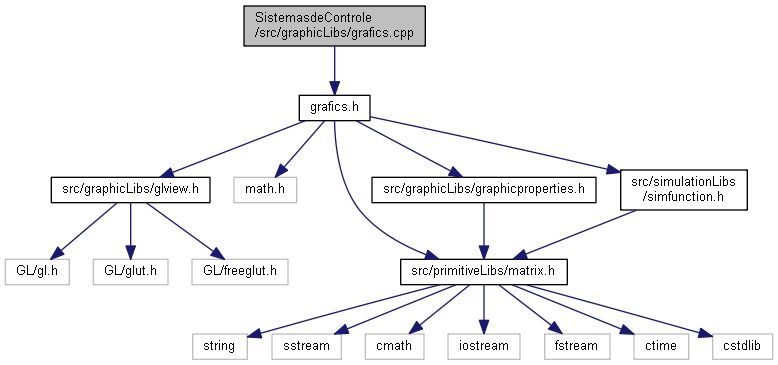 SistemasdeControle
/src/graphicLibs/grafics.cpp
grafics.h
src/graphicLibs/glview.h
math.h
src/graphicLibs/graphicproperties.h
src/simulationLibs
/simfunction.h
GL/gl.h
GL/glut.h
GL/freeglut.h
src/primitiveLibs/matrix.h
string
sstream
cmath
iostream
fstream
ctime
cstdlib